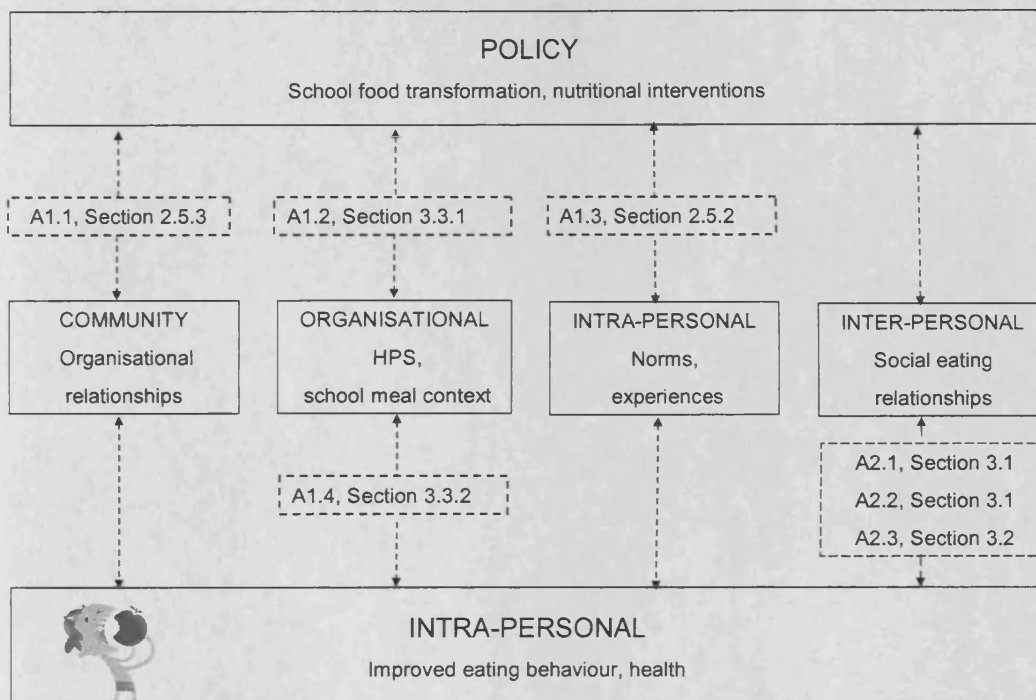 POLICY
School food transformation, nutritional interventions
A1.1, Section 2.5.3
A1.2, Section 3.3.1
A1.3, Section 2.5.2
COMMUNITY
Organisational
relationships
ORGANISATIONAL
HPS,
school meal context
INTRA-PERSONAL
Norms,
experiences
INTER-PERSONAL
Social eating
relationships
A1.4, Section 3.3.2
A2.1, Section 3.1
A2.2, Section 3.1
A2.3, Section 3.2
INTRA-PERSONAL
Improved eating behaviour, health